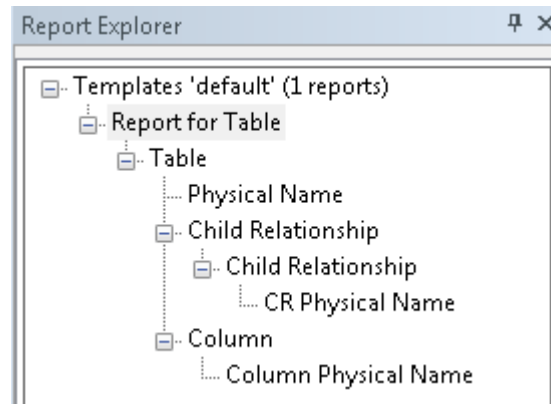 Report Explorer
Templates 'default' (1 reports)
Report for Table
Table
Physical Name
Child Relationship
Child Relationship
CR Physical Name
Column
Column Physical Name